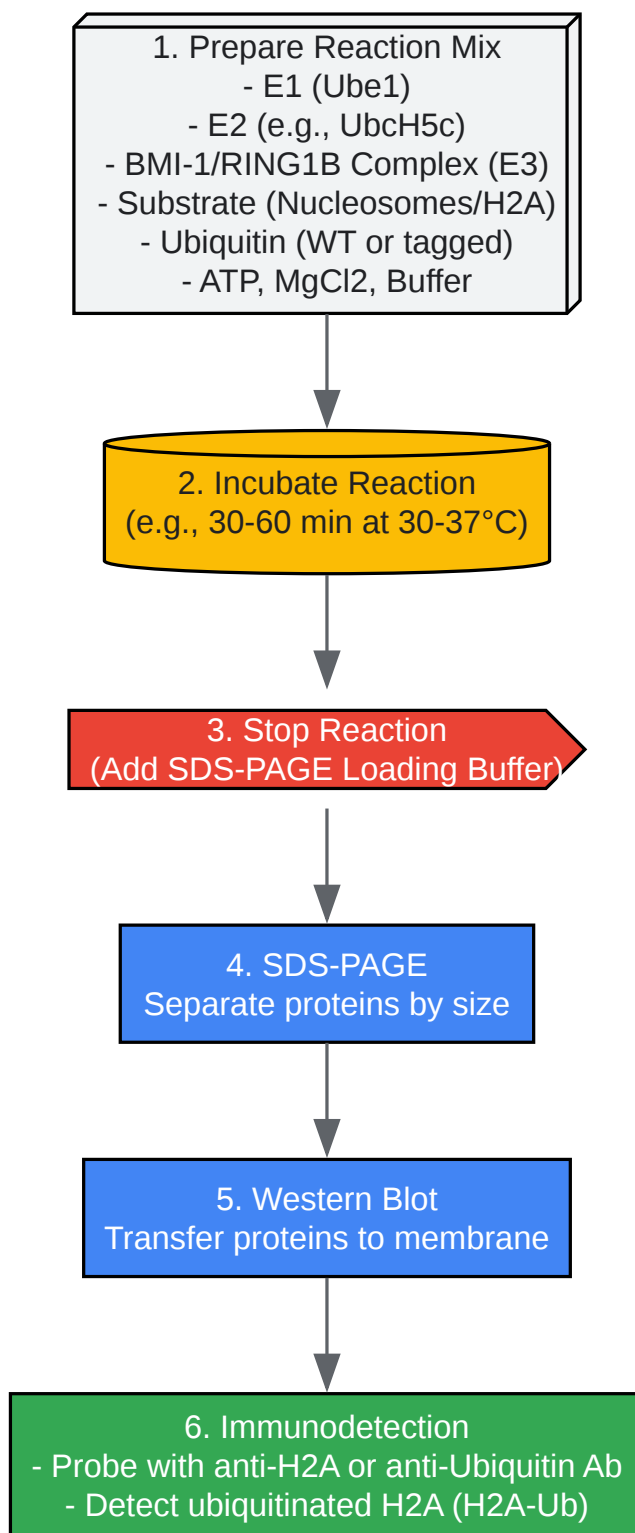 1. Prepare Reaction Mix
- E1 (Ube1)
- E2 (e.g., UbcH5c)
- BMI-1/RING1B Complex (E3)
- Substrate (Nucleosomes/H2A)
- Ubiquitin (WT or tagged)
- ATP, MgCl2, Buffer
2. Incubate Reaction
(e.g., 30-60 min at 30-37°C)
3. Stop Reaction
(Add SDS-PAGE Loading Buffer)
4. SDS-PAGE
Separate proteins by size
5. Western Blot
Transfer proteins to membrane
6. Immunodetection
- Probe with anti-H2A or anti-Ubiquitin Ab
- Detect ubiquitinated H2A (H2A-Ub)